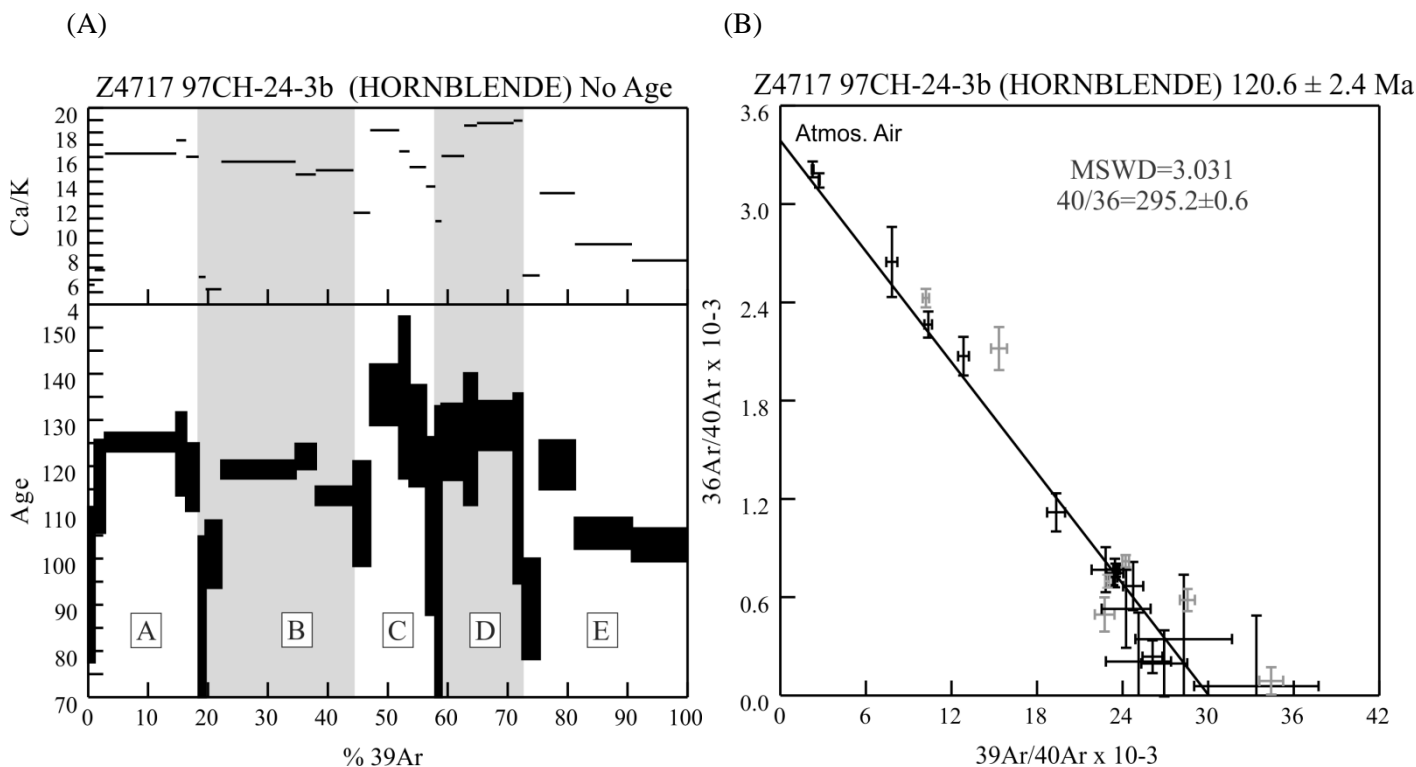 (A)
(B)
Z4717 97CH-24-3b (HORNBLENDE) No Age
20
18
16
14
12
10
8
6
4
Ca/K
150
140
130
120
110
100
90
80
70
Age
A
B
C
D
E
0 10 20 30 40 50 60 70 80 90 100
% 39Ar
Z4717 97CH-24-3b (HORNBLENDE) 120.6 ± 2.4 Ma
3.6
3.0
2.4
1.8
1.2
0.6
0.0
36Ar/40Ar x 10-3
Atmos. Air
MSWD=3.031
40/36=295.2±0.6
0 6 12 18 24 30 36 42
39Ar/40Ar x 10-3